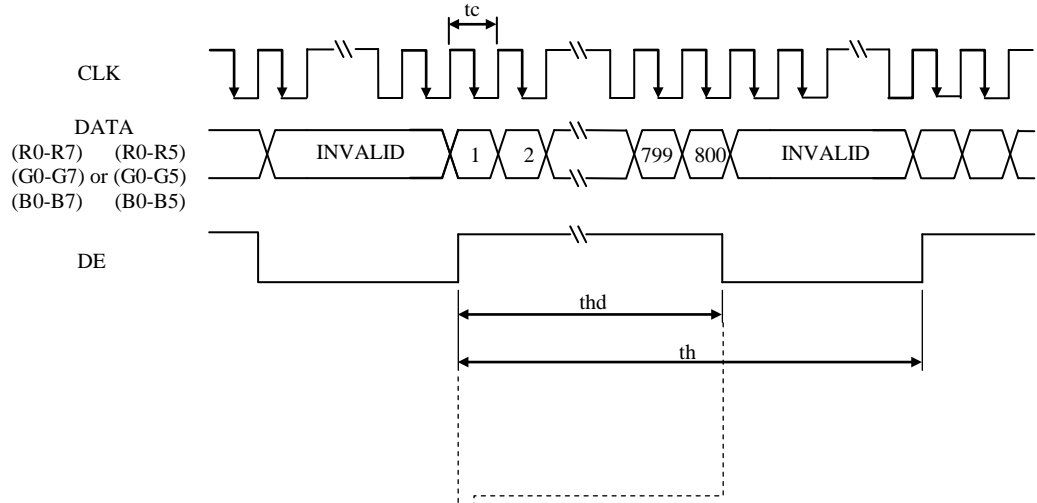 tc
CLK
DATA
(R0-R7) (R0-R5)
(G0-G7) or (G0-G5)
(B0-B7) (B0-B5)
INVALID 1 2 799 800 INVALID
DE
thd
th